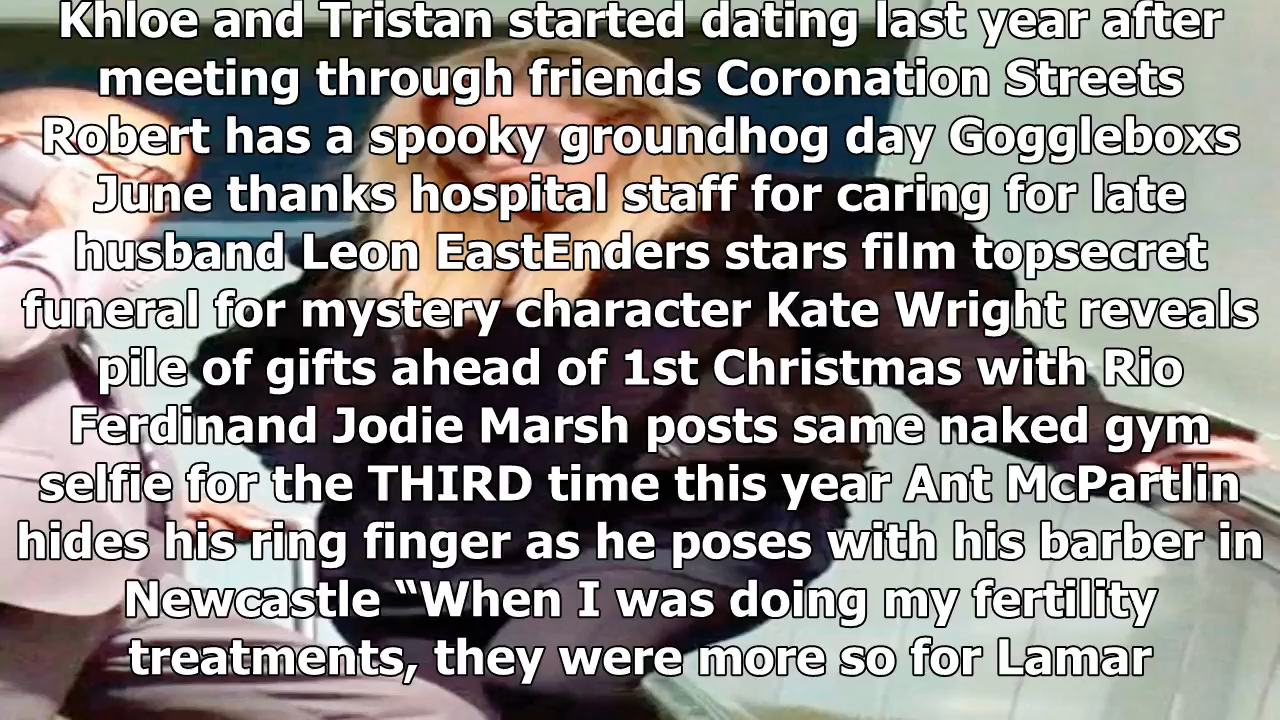 Khloe and Tristan started dating last year after
meeting through friends Coronation Streets
Robert has a spooky groundhog day Goggleboxs
June thanks hospital staff for caring for late
husband Leon EastEnders stars film topsecret
funeral for mystery character Kate Wright reveals
pile of gifts ahead of 1st Christmas with Rio
Ferdinand Jodie Marsh posts same naked gym
selfie for the THIRD time this year Ant McPartlin
hides his ring finger as he poses with his barber in
Newcastle “When I was doing my fertility
treatments, they were more so for Lamar